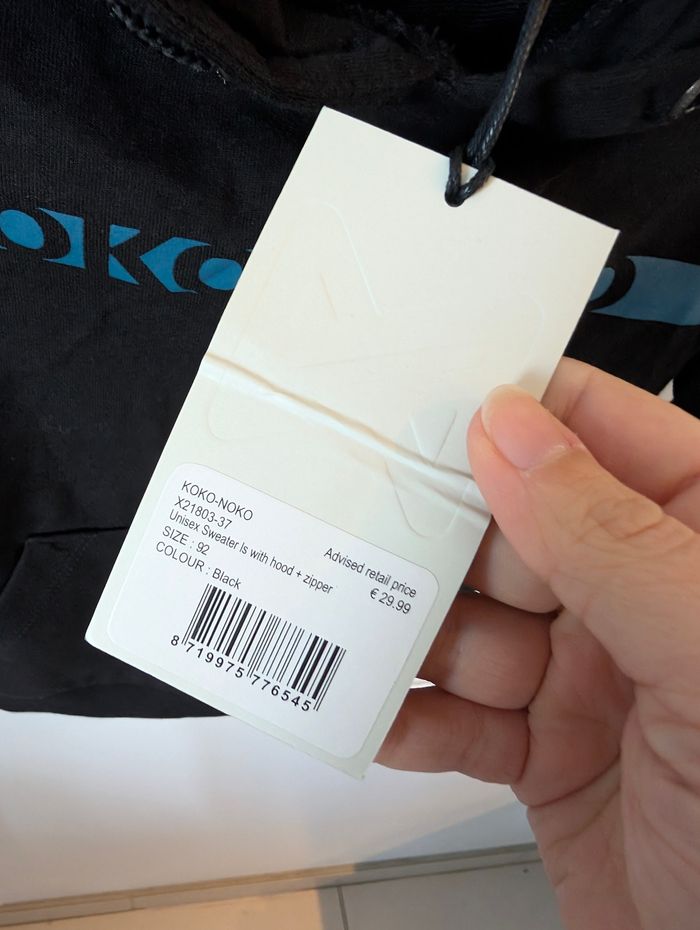 KOKO
KOKO-NOKO
X21803-37
Unisex Sweater ls with hood + zipper
SIZE : 92
COLOUR : Black
Advised retail price
€ 29.99
8 719975 776545